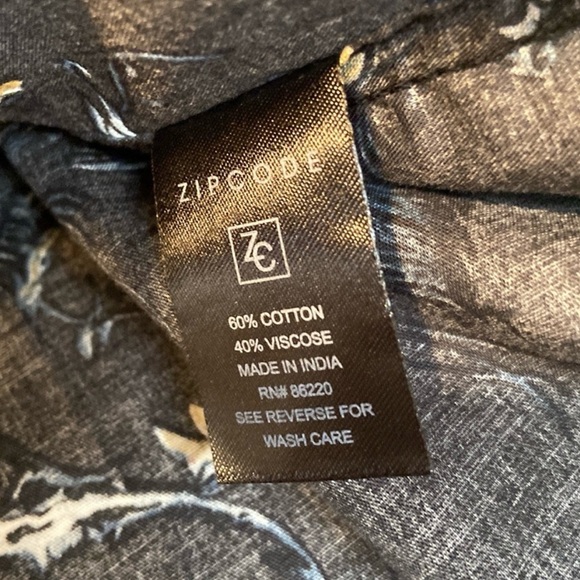 ZIPCODE
ZC
60% COTTON
40% VISCOSE
MADE IN INDIA
RN# 86220
SEE REVERSE FOR
WASH CARE